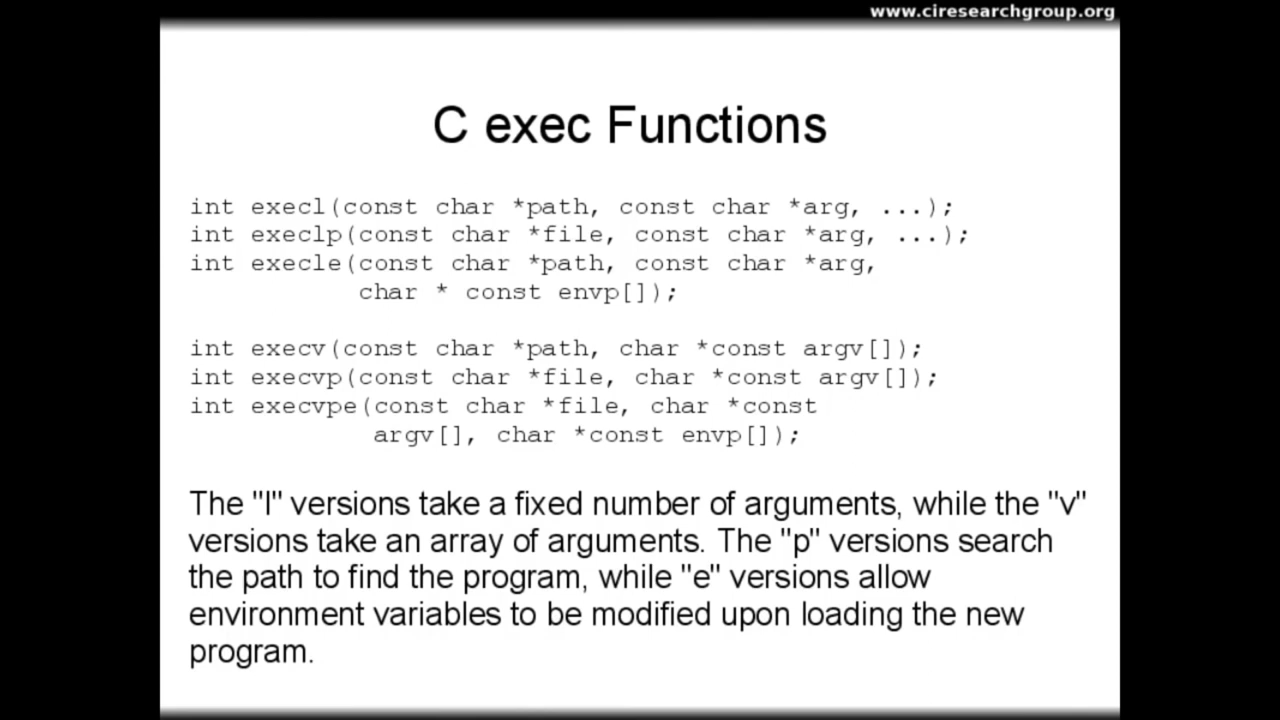 www.ciresearchgroup.org
C exec Functions
int execl(const char *path, const char *arg, ...);
int execlp(const char *file, const char *arg, ...);
int execle(const char *path, const char *arg,
char * const envp[]);
int execv(const char *path, char *const argv[]);
int execvp(const char *file, char *const argv[]);
int execvpe(const char *file, char *const
argv[], char *const envp[]);
The "l" versions take a fixed number of arguments, while the "v"
versions take an array of arguments. The "p" versions search
the path to find the program, while "e" versions allow
environment variables to be modified upon loading the new
program.